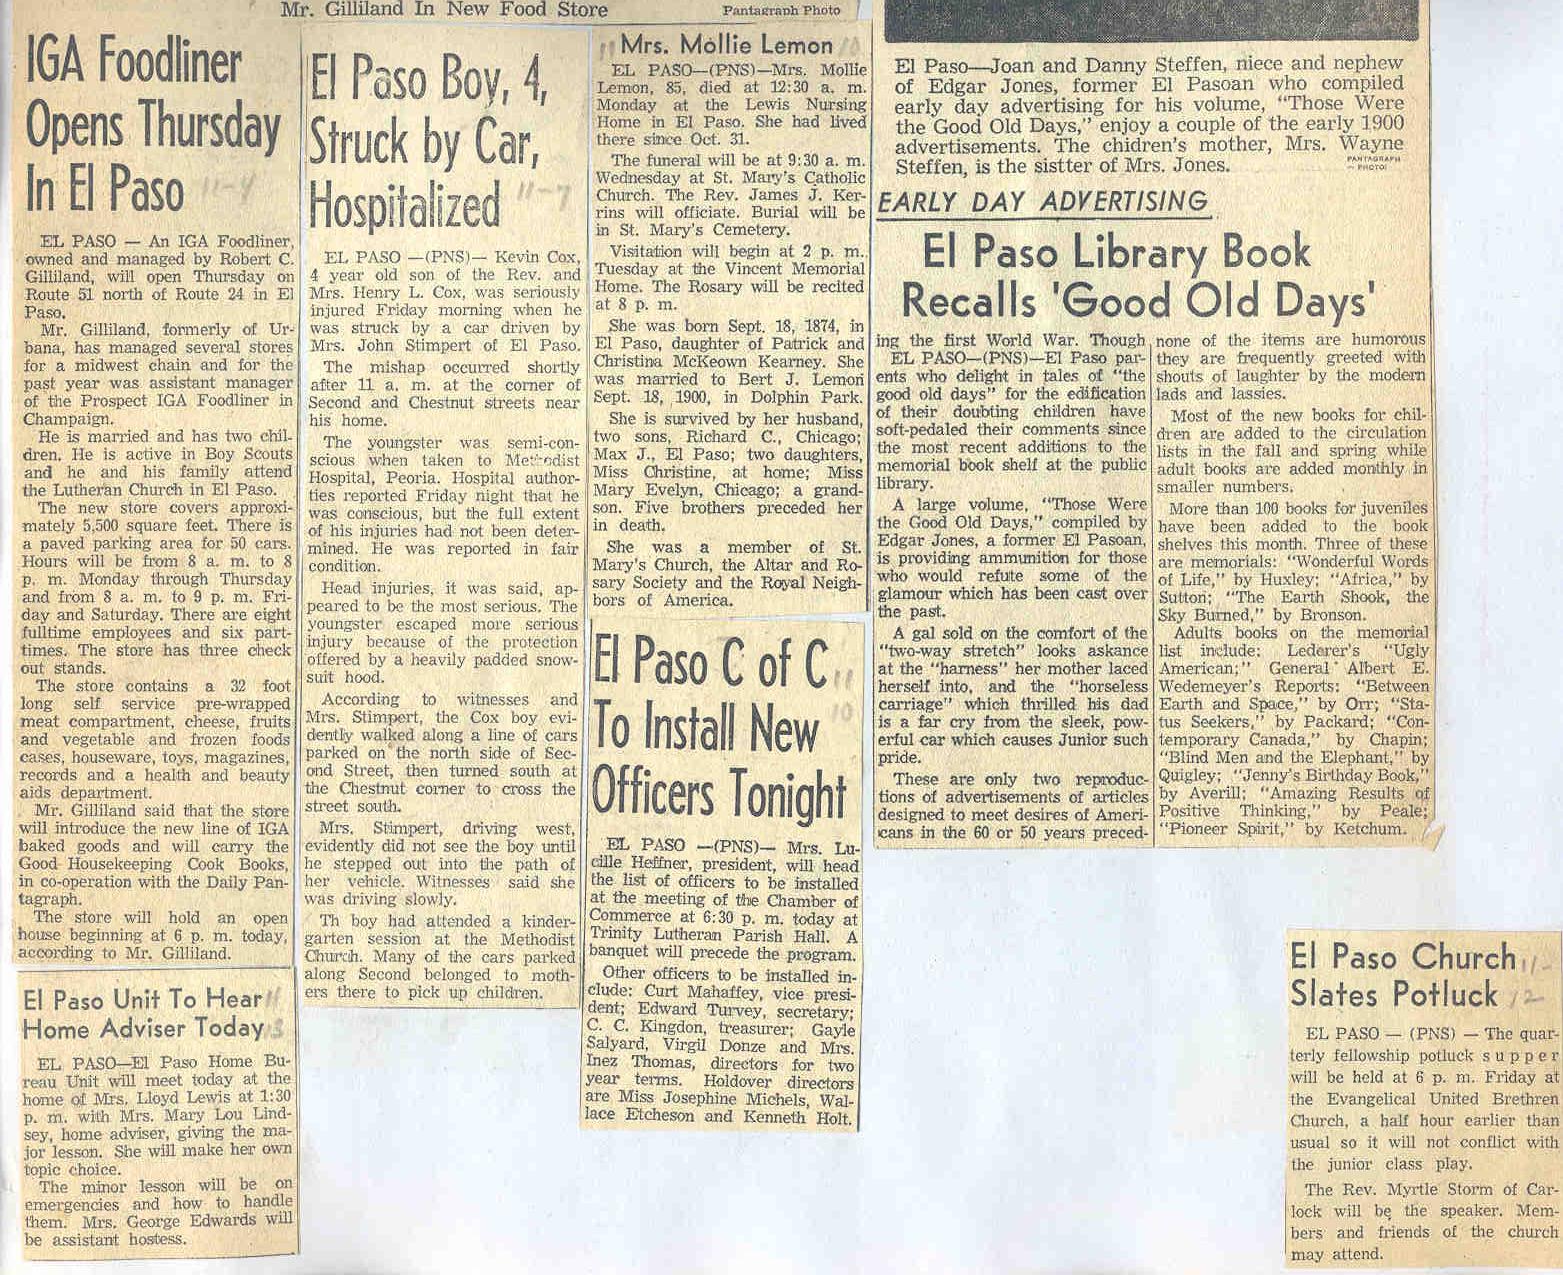 Mr. Gilliland In New Food Store
Pantagraph Photo
IGA Foodliner
Opens Thursday
In El Paso
11-4
EL PASO — An IGA Foodliner,
owned and managed by Robert C.
Gilliland, will open Thursday on
Route 51 north of Route 24 in El
Paso.
Mr. Gilliland, formerly of Ur-
bana, has managed several stores
for a midwest chain and for the
past year was assistant manager
of the Prospect IGA Foodliner in
Champaign.
He is married and has two chil-
dren. He is active in Boy Scouts
and he and his family attend
the Lutheran Church in El Paso.
The new store covers approxi-
mately 5,500 square feet. There is
a paved parking area for 50 cars.
Hours will be from 8 a. m. to 8
p. m. Monday through Thursday
and from 8 a. m. to 9 p. m. Fri-
day and Saturday. There are eight
fulltime employees and six part-
times. The store has three check
out stands.
The store contains a 32 foot
long self service pre-wrapped
meat compartment, cheese, fruits
and vegetable and frozen foods
cases, houseware, toys, magazines,
records and a health and beauty
aids department.
Mr. Gilliland said that the store
will introduce the new line of IGA
baked goods and will carry the
Good Housekeeping Cook Books,
in co-operation with the Daily Pan-
tagraph.
The store will hold an open
house beginning at 6 p. m. today,
according to Mr. Gilliland.
El Paso Unit To Hear
Home Adviser Today
EL PASO—El Paso Home Bu-
reau Unit will meet today at the
home of Mrs. Lloyd Lewis at 1:30
p. m. with Mrs. Mary Lou Lind-
sey, home adviser, giving the ma-
jor lesson. She will make her own
topic choice.
The minor lesson will be on
emergencies and how to handle
them. Mrs. George Edwards will
be assistant hostess.
El Paso Boy, 4,
Struck by Car,
Hospitalized
11-7
EL PASO —(PNS)— Kevin Cox,
4 year old son of the Rev. and
Mrs. Henry L. Cox, was seriously
injured Friday morning when he
was struck by a car driven by
Mrs. John Stimpert of El Paso.
The mishap occurred shortly
after 11 a. m. at the corner of
Second and Chestnut streets near
his home.
The youngster was semi-con-
scious when taken to Methodist
Hospital, Peoria. Hospital author-
ties reported Friday night that he
was conscious, but the full extent
of his injuries had not been deter-
mined. He was reported in fair
condition.
Head injuries, it was said, ap-
peared to be the most serious. The
youngster escaped more serious
injury because of the protection
offered by a heavily padded snow-
suit hood.
According to witnesses and
Mrs. Stimpert, the Cox boy evi-
dently walked along a line of cars
parked on the north side of Sec-
ond Street, then turned south at
the Chestnut corner to cross the
street south.
Mrs. Stimpert, driving west,
evidently did not see the boy until
he stepped out into the path of
her vehicle. Witnesses said she
was driving slowly.
Th boy had attended a kinder-
garten session at the Methodist
Church. Many of the cars parked
along Second belonged to moth-
ers there to pick up children.
11 Mrs. Mollie Lemon 10
EL PASO—(PNS)—Mrs. Mollie
Lemon, 85, died at 12:30 a. m.
Monday at the Lewis Nursing
Home in El Paso. She had lived
there since Oct. 31.
The funeral will be at 9:30 a. m.
Wednesday at St. Mary's Catholic
Church. The Rev. James J. Ker-
rins will officiate. Burial will be
in St. Mary's Cemetery.
Visitation will begin at 2 p. m.
Tuesday at the Vincent Memorial
Home. The Rosary will be recited
at 8 p. m.
She was born Sept. 18, 1874, in
El Paso, daughter of Patrick and
Christina McKeown Kearney. She
was married to Bert J. Lemon
Sept. 18, 1900, in Dolphin Park.
She is survived by her husband,
two sons, Richard C., Chicago;
Max J., El Paso; two daughters,
Miss Christine, at home; Miss
Mary Evelyn, Chicago; a grand-
son. Five brothers preceded her
in death.
She was a member of St.
Mary's Church, the Altar and Ro-
sary Society and the Royal Neigh-
bors of America.
El Paso C of C 11
To Install New 10
Officers Tonight
EL PASO —(PNS)— Mrs. Lu-
cille Heffner, president, will head
the list of officers to be installed
at the meeting of the Chamber of
Commerce at 6:30 p. m. today at
Trinity Lutheran Parish Hall. A
banquet will precede the program.
Other officers to be installed in-
clude: Curt Mahaffey, vice presi-
dent; Edward Turvey, secretary;
C. C. Kingdon, treasurer; Gayle
Salyard, Virgil Donze and Mrs.
Inez Thomas, directors for two
year terms. Holdover directors
are Miss Josephine Michels, Wal-
lace Etcheson and Kenneth Holt.
El Paso—Joan and Danny Steffen, niece and nephew
of Edgar Jones, former El Pasoan who compiled
early day advertising for his volume, "Those Were
the Good Old Days," enjoy a couple of the early 1900
advertisements. The chidren's mother, Mrs. Wayne
Steffen, is the sistter of Mrs. Jones.
PANTAGRAPH
PHOTO!
EARLY DAY ADVERTISING
El Paso Library Book
Recalls 'Good Old Days'
ing the first World War. Though
EL PASO—(PNS)—El Paso par-
ents who delight in tales of "the
good old days" for the edification
of their doubting children have
soft-pedaled their comments since
the most recent additions to the
memorial book shelf at the public
library.
A large volume, "Those Were
the Good Old Days," compiled by
Edgar Jones, a former El Pasoan,
is providing ammunition for those
who would refute some of the
glamour which has been cast over
the past.
A gal sold on the comfort of the
"two-way stretch" looks askance
at the "harness" her mother laced
herself into, and the "horseless
carriage" which thrilled his dad
is a far cry from the sleek, pow-
erful car which causes Junior such
pride.
These are only two reproduc-
tions of advertisements of articles
designed to meet desires of Ameri-
cans in the 60 or 50 years preced-
none of the items are humorous
they are frequently greeted with
shouts of laughter by the modern
lads and lassies.
Most of the new books for chil-
dren are added to the circulation
lists in the fall and spring while
adult books are added monthly in
smaller numbers.
More than 100 books for juveniles
have been added to the book
shelves this month. Three of these
are memorials: "Wonderful Words
of Life," by Huxley; "Africa," by
Sutton; "The Earth Shook, the
Sky Burned," by Bronson.
Adults books on the memorial
list include: Lederer's "Ugly
American;" General Albert E.
Wedemeyer's Reports: "Between
Earth and Space," by Orr; "Sta-
tus Seekers," by Packard; "Con-
temporary Canada," by Chapin;
"Blind Men and the Elephant," by
Quigley; "Jenny's Birthday Book,"
by Averill; "Amazing Results of
Positive Thinking," by Peale;
"Pioneer Spirit," by Ketchum.
El Paso Church 11-
Slates Potluck 12
EL PASO — (PNS) — The quar-
terly fellowship potluck supper
will be held at 6 p. m. Friday at
the Evangelical United Brethren
Church, a half hour earlier than
usual so it will not conflict with
the junior class play.
The Rev. Myrtle Storm of Car-
lock will be the speaker. Mem-
bers and friends of the church
may attend.